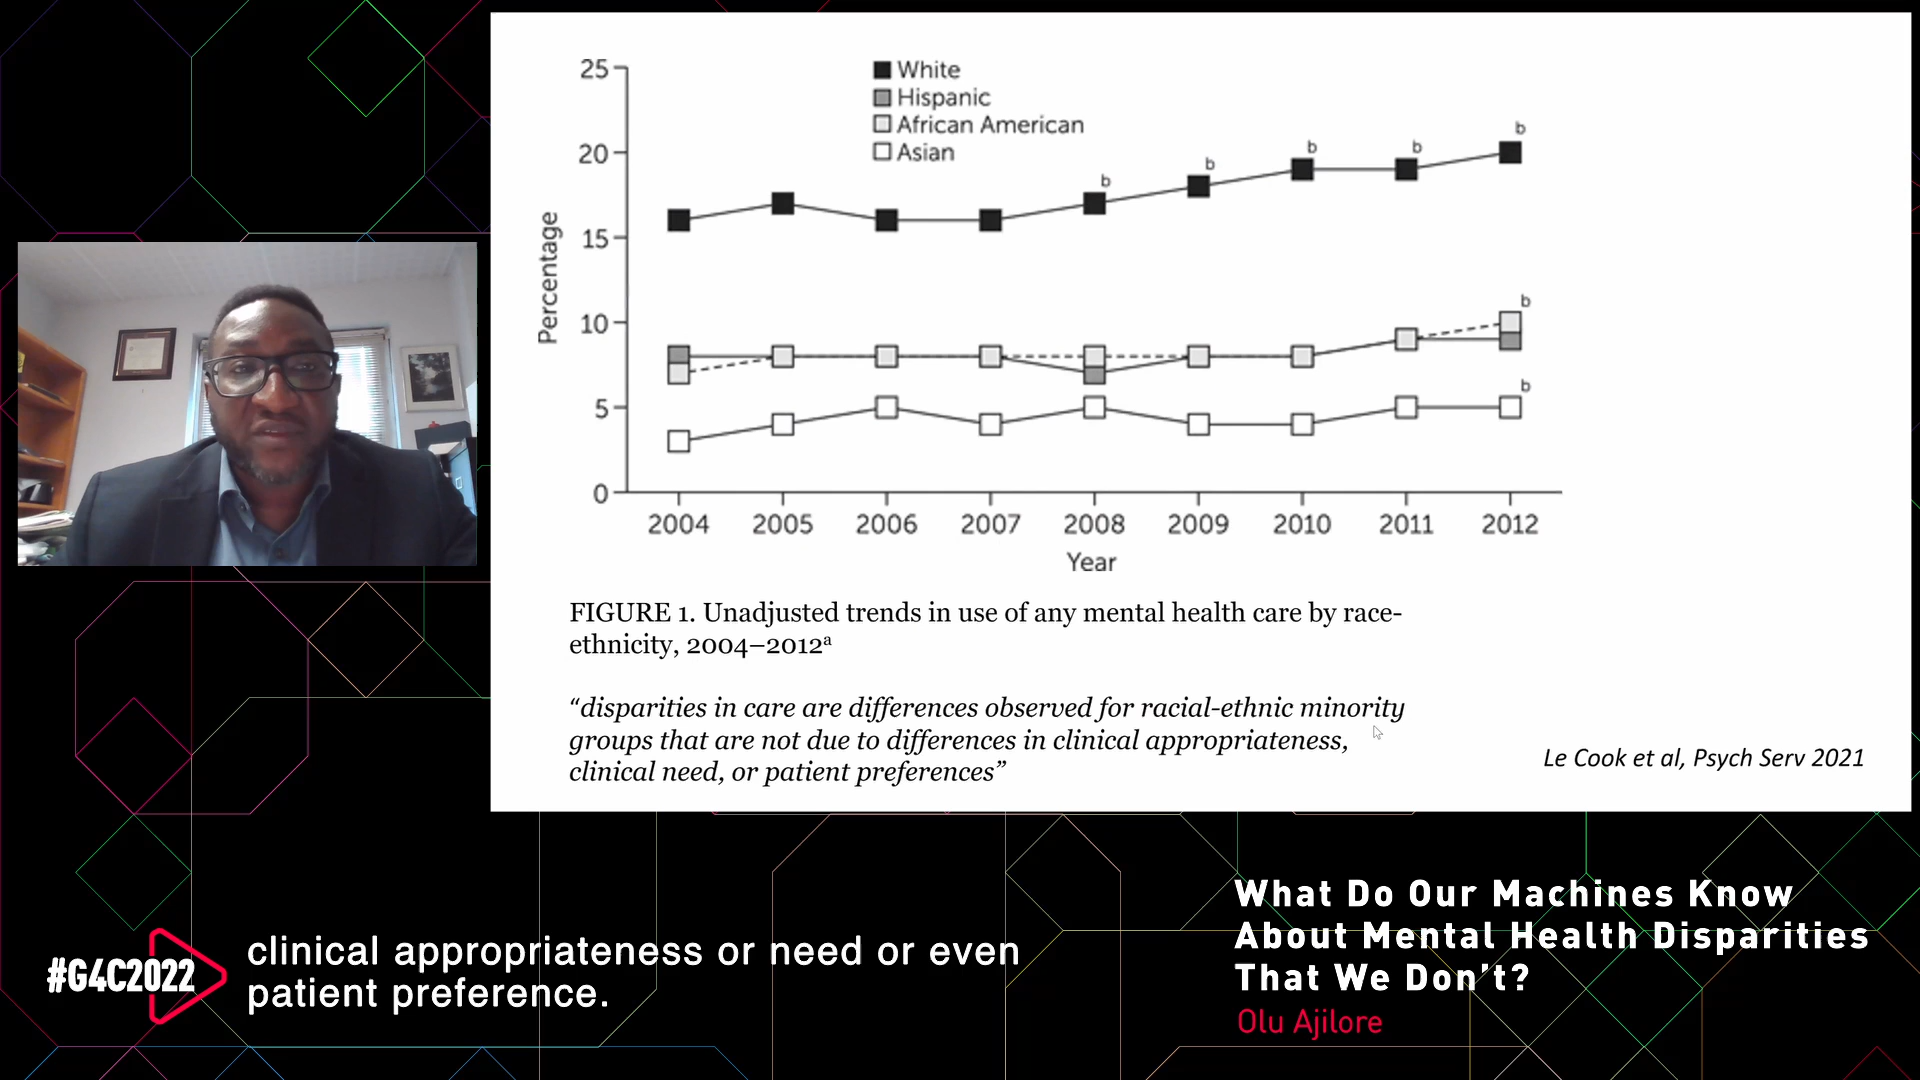 25
White
Hispanic
African American
Asian
20
15
10
5
0
Percentage
b
b
b
b
b
b
b
2004 2005 2006 2007 2008 2009 2010 2011 2012
Year
FIGURE 1. Unadjusted trends in use of any mental health care by race-
ethnicity, 2004–2012ª
“disparities in care are differences observed for racial-ethnic minority
groups that are not due to differences in clinical appropriateness,
clinical need, or patient preferences”
Le Cook et al, Psych Serv 2021
#G4C2022
clinical appropriateness or need or even
patient preference.
What Do Our Machines Know
About Mental Health Disparities
That We Don't?
Olu Ajilore